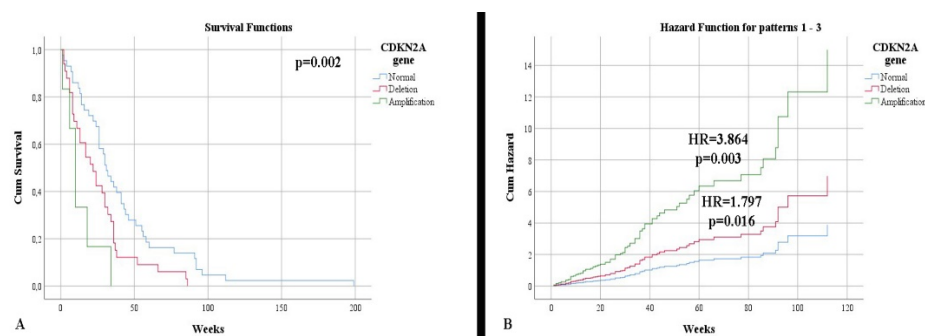 Survival Functions
p=0.002
CDKN2A
gene
Normal
Deletion
Amplification
1,0
0,8
0,6
0,4
0,2
0,0
Cum Survival
0
50
100
150
200
Weeks
A
Hazard Function for patterns 1 - 3
CDKN2A
gene
Normal
Deletion
Amplification
HR=3.864
p=0.003
HR=1.797
p=0.016
14
12
10
8
6
4
2
0
Cum Hazard
0
20
40
60
80
100
120
Weeks
B